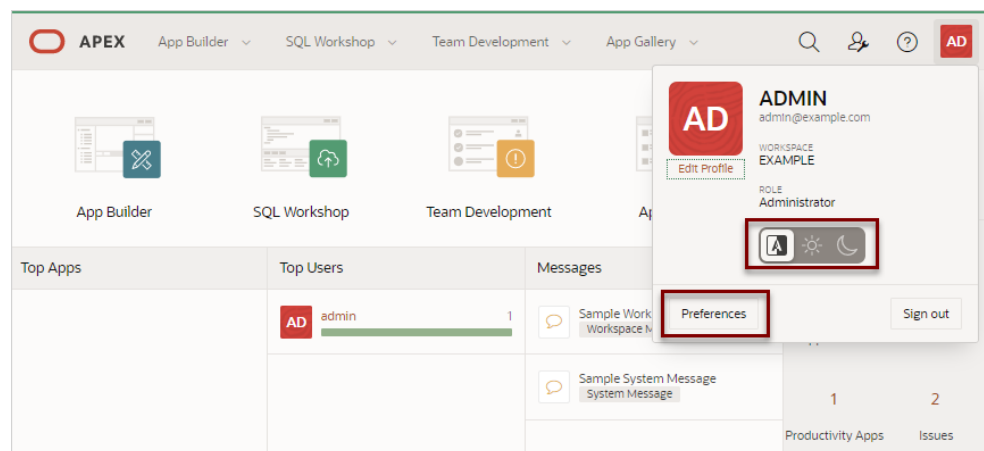 APEX App Builder SQL Workshop Team Development App Gallery AD
AD
ADMIN
admin@example.com
WORKSPACE
EXAMPLE
Edit Profile
ROLE
Administrator
A
Preferences
Sign out
App Builder
SQL Workshop
Team Development
Top Apps
Top Users
Messages
AD
admin
1
Sample Work
Workspace M
Sample System Message
System Message
1
2
Productivity Apps
Issues